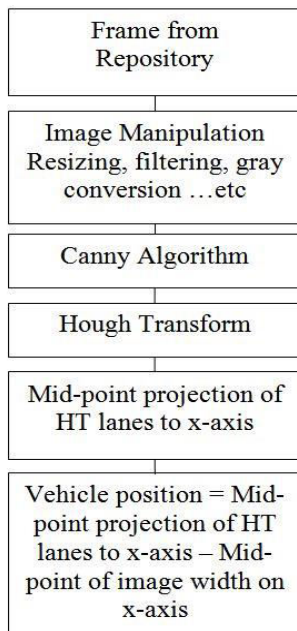 Frame from
Repository
Image Manipulation
Resizing, filtering, gray
conversion …etc
Canny Algorithm
Hough Transform
Mid-point projection of
HT lanes to x-axis
Vehicle position = Mid-
point projection of HT
lanes to x-axis – Mid-
point of image width on
x-axis